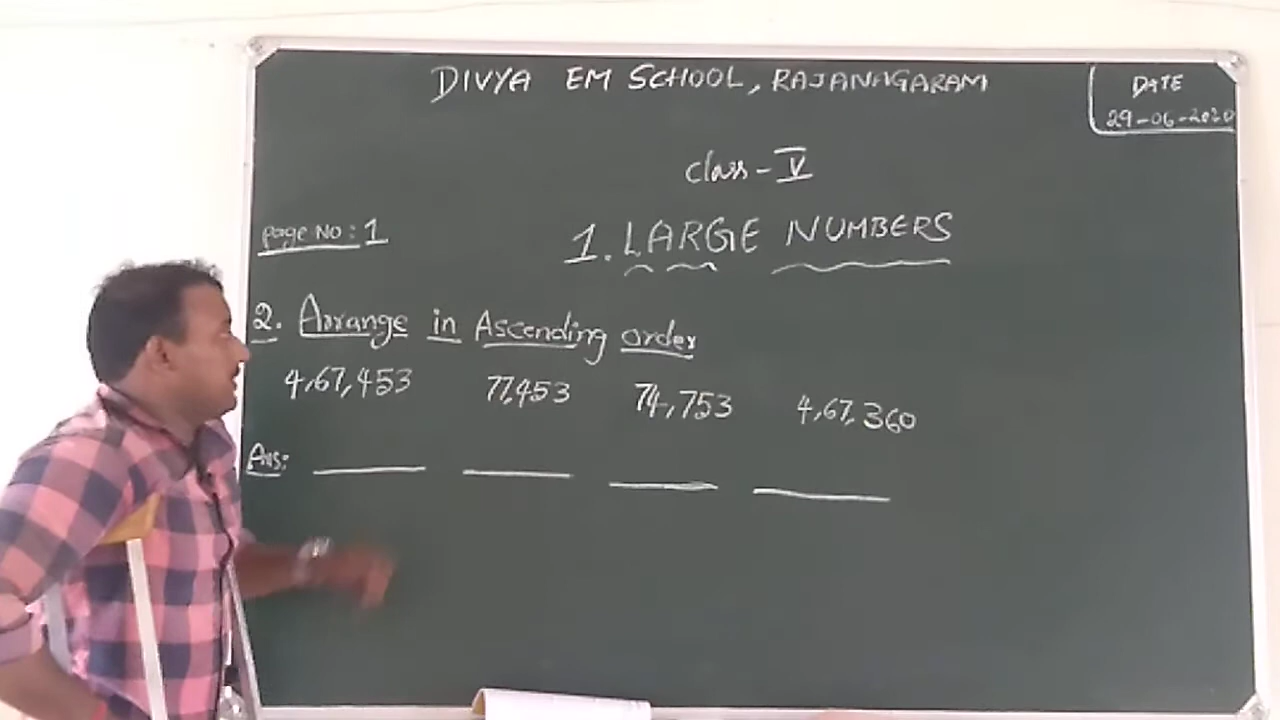 DIVYA EM SCHOOL, RAJANAGARAM
DATE
29-06-2020
Class - V
Page No: 1
1. LARGE NUMBERS
2. Arrange in Ascending order
4,67,453 77,453 74,753 4,67,360
Ans: